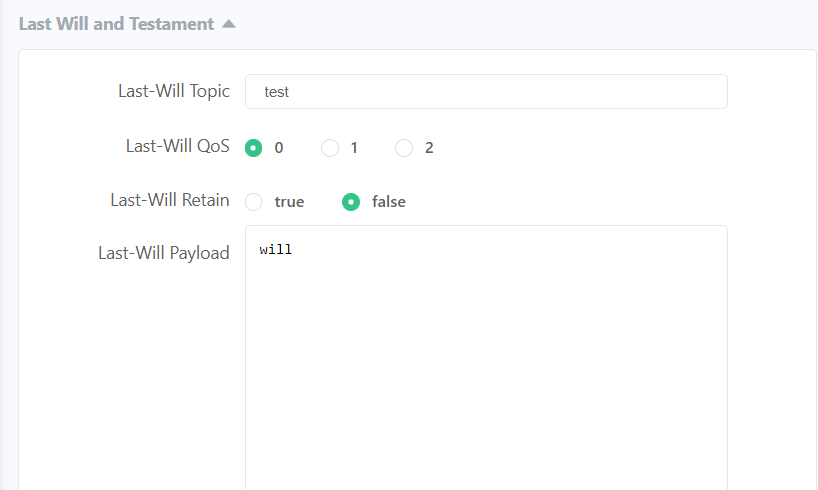 Last Will and Testament
Last-Will Topic test
Last-Will QoS 0 1 2
Last-Will Retain true false
Last-Will Payload will